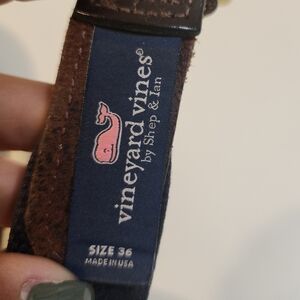 vineyard vines®
by Shep & Ian
SIZE 36
MADE IN USA